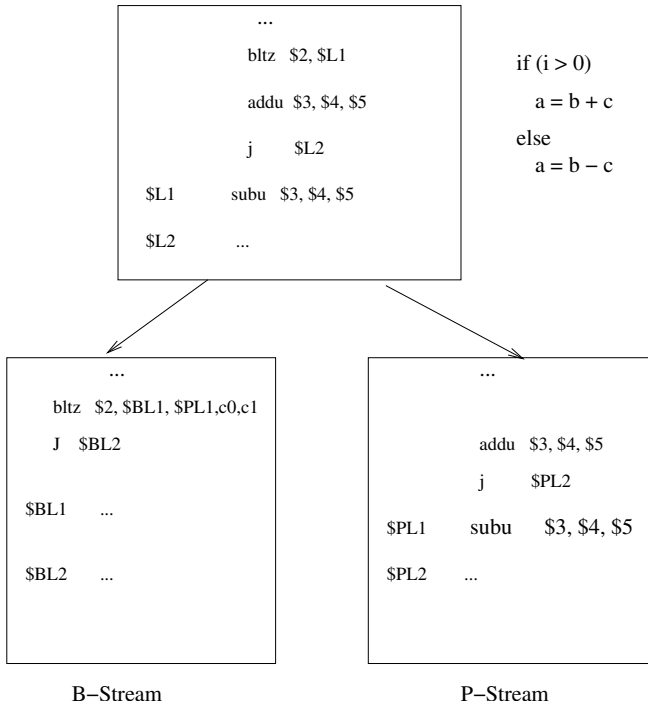 ...
bltz $2, $L1
addu $3, $4, $5
j $L2
$L1 subu $3, $4, $5
$L2 ...
if (i > 0)
a = b + c
else
a = b − c
...
bltz $2, $BL1, $PL1,c0,c1
J $BL2
$BL1 ...
$BL2 ...
B−Stream
...
addu $3, $4, $5
j $PL2
$PL1 subu $3, $4, $5
$PL2 ...
P−Stream